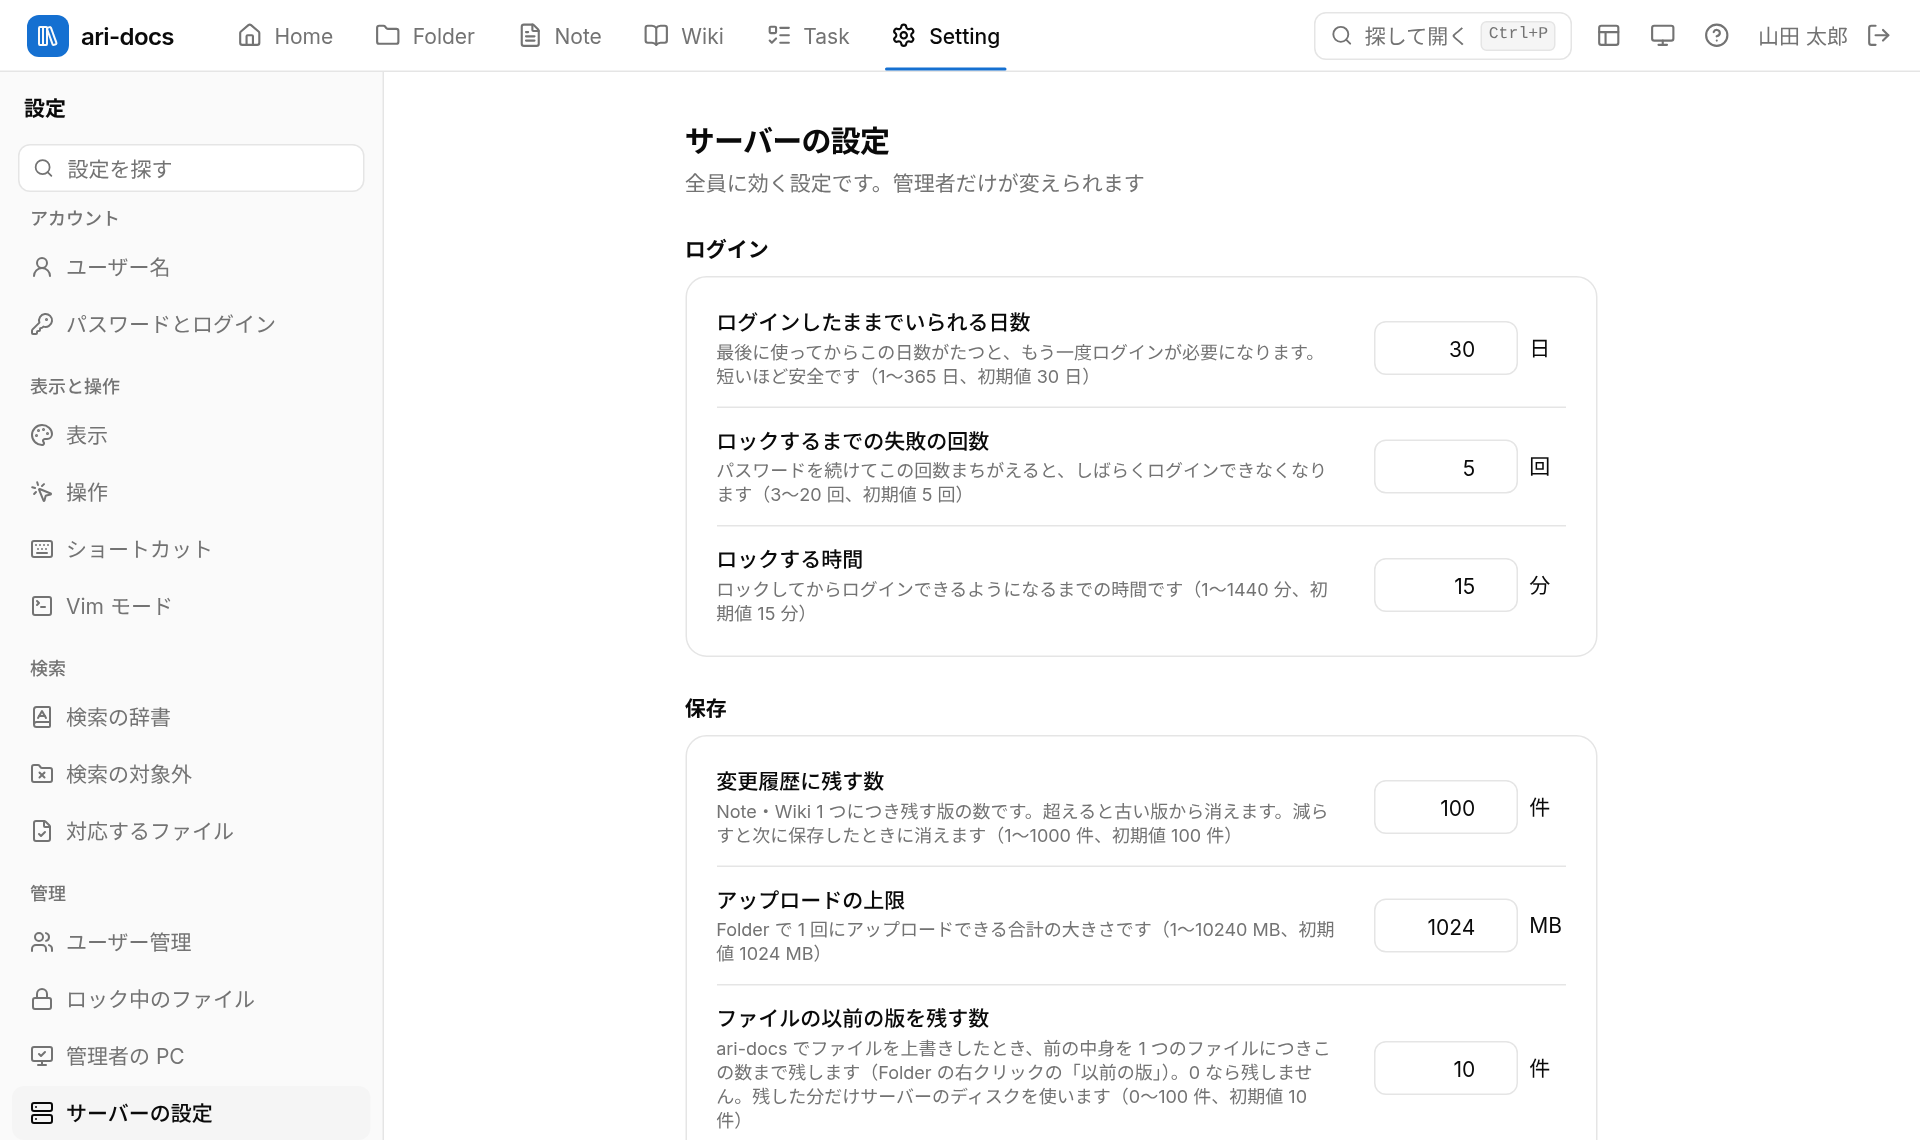 ari-docs
Home
Folder
Note
Wiki
Task
Setting
探して開く
Ctrl+P
山田 太郎
設定
設定を探す
アカウント
ユーザー名
パスワードとログイン
表示と操作
表示
操作
ショートカット
Vim モード
検索
検索の辞書
検索の対象外
対応するファイル
管理
ユーザー管理
ロック中のファイル
管理者の PC
サーバーの設定
サーバーの設定
全員に効く設定です。管理者だけが変えられます
ログイン
ログインしたままでいられる日数
最後に使ってからこの日数がたつと、もう一度ログインが必要になります。
短いほど安全です（1〜365 日、初期値 30 日）
30 日
ロックするまでの失敗の回数
パスワードを続けてこの回数まちがえると、しばらくログインできなくなり
ます（3〜20 回、初期値 5 回）
5 回
ロックする時間
ロックしてからログインできるようになるまでの時間です（1〜1440 分、初
期値 15 分）
15 分
保存
変更履歴に残す数
Note・Wiki 1 つにつき残す版の数です。超えると古い版から消えます。減ら
すと次に保存したときに消えます（1〜1000 件、初期値 100 件）
100 件
アップロードの上限
Folder で 1 回にアップロードできる合計の大きさです（1〜10240 MB、初期
値 1024 MB）
1024 MB
ファイルの以前の版を残す数
ari-docs でファイルを上書きしたとき、前の中身を 1 つのファイルにつきこ
の数まで残します（Folder の右クリックの「以前の版」）。0 なら残しませ
ん。残した分だけサーバーのディスクを使います（0〜100 件、初期値 10
件）
10 件